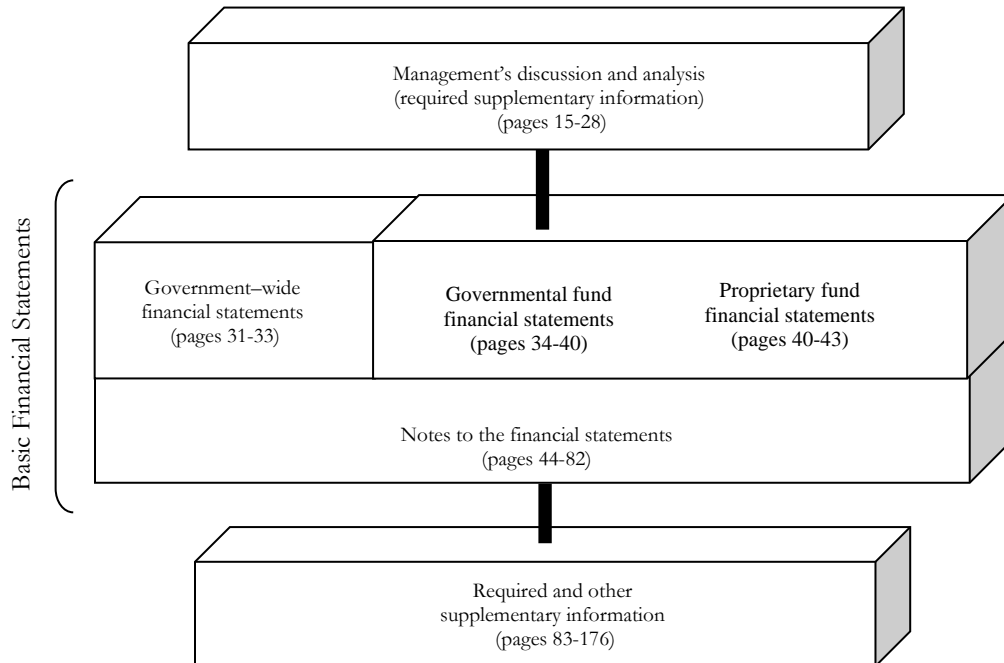 Management’s discussion and analysis
(required supplementary information)
(pages 15-28)
Basic Financial Statements
Government–wide
financial statements
(pages 31-33)
Governmental fund
financial statements
(pages 34-40)
Proprietary fund
financial statements
(pages 40-43)
Notes to the financial statements
(pages 44-82)
Required and other
supplementary information
(pages 83-176)